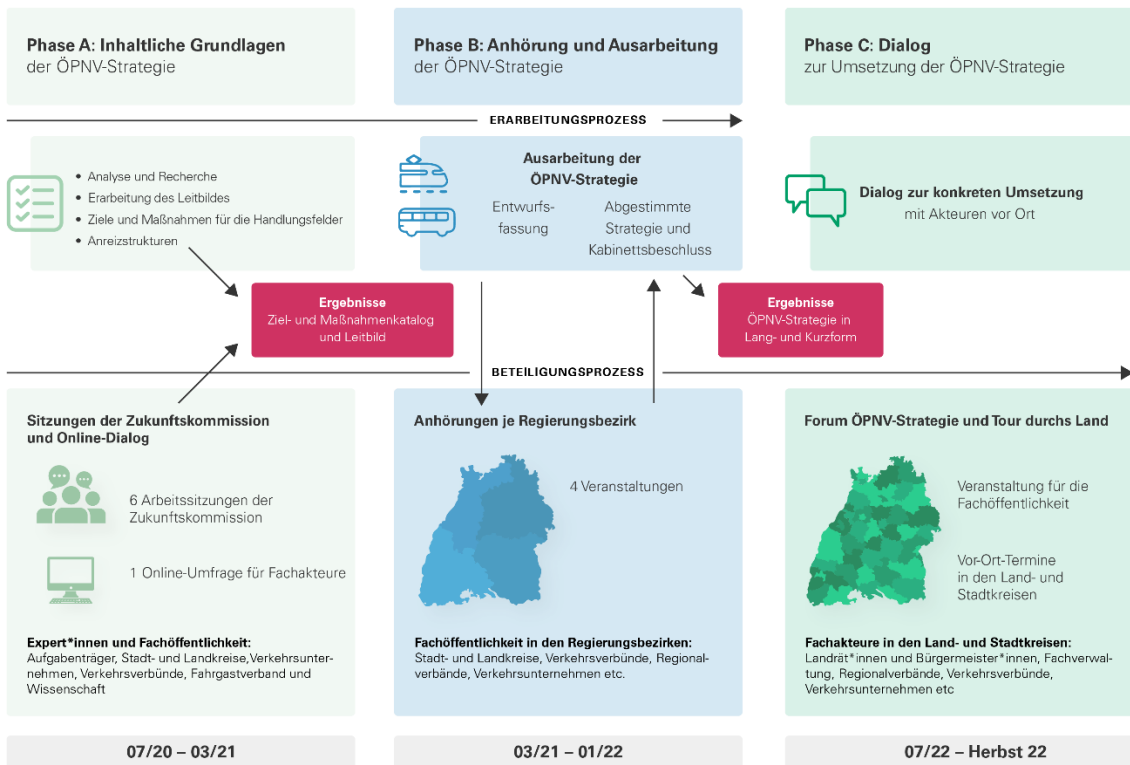 Phase A: Inhaltliche Grundlagen
der ÖPNV-Strategie
Phase B: Anhörung und Ausarbeitung
der ÖPNV-Strategie
Phase C: Dialog
zur Umsetzung der ÖPNV-Strategie
ERARBEITUNGSPROZESS
• Analyse und Recherche
• Erarbeitung des Leitbildes
• Ziele und Maßnahmen für die Handlungsfelder
• Anreizstrukturen
Ausarbeitung der
ÖPNV-Strategie
Entwurfs-
fassung
Abgestimmte
Strategie und
Kabinettsbeschluss
Dialog zur konkreten Umsetzung
mit Akteuren vor Ort
Ergebnisse
Ziel- und Maßnahmenkatalog
und Leitbild
Ergebnisse
ÖPNV-Strategie in
Lang- und Kurzform
BETEILIGUNGSPROZESS
Sitzungen der Zukunftskommission
und Online-Dialog
6 Arbeitssitzungen der
Zukunftskommission
1 Online-Umfrage für Fachakteure
Expert*innen und Fachöffentlichkeit:
Aufgabenträger, Stadt- und Landkreise,Verkehrsunter-
nehmen, Verkehrsverbünde, Fahrgastverband und
Wissenschaft
Anhörungen je Regierungsbezirk
4 Veranstaltungen
Fachöffentlichkeit in den Regierungsbezirken:
Stadt- und Landkreise, Verkehrsverbünde, Regional-
verbände, Verkehrsunternehmen etc.
Forum ÖPNV-Strategie und Tour durchs Land
Veranstaltung für die
Fachöffentlichkeit
Vor-Ort-Termine
in den Land- und
Stadtkreisen
Fachakteure in den Land- und Stadtkreisen:
Landrät*innen und Bürgermeister*innen, Fachverwal-
tung, Regionalverbände, Verkehrsverbünde,
Verkehrsunternehmen etc
07/20 – 03/21
03/21 – 01/22
07/22 – Herbst 22